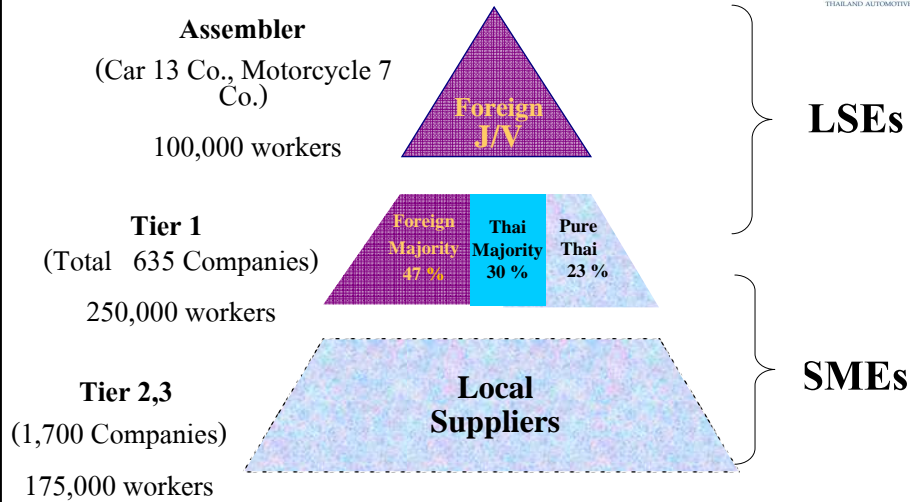 THAILAND AUTOMOTIVE
Assembler
(Car 13 Co., Motorcycle 7
Co.)
100,000 workers
Foreign
J/V
LSEs
Tier 1
(Total 635 Companies)
250,000 workers
Foreign
Majority
47 %
Thai
Majority
30 %
Pure
Thai
23 %
SMEs
Tier 2,3
(1,700 Companies)
175,000 workers
Local
Suppliers